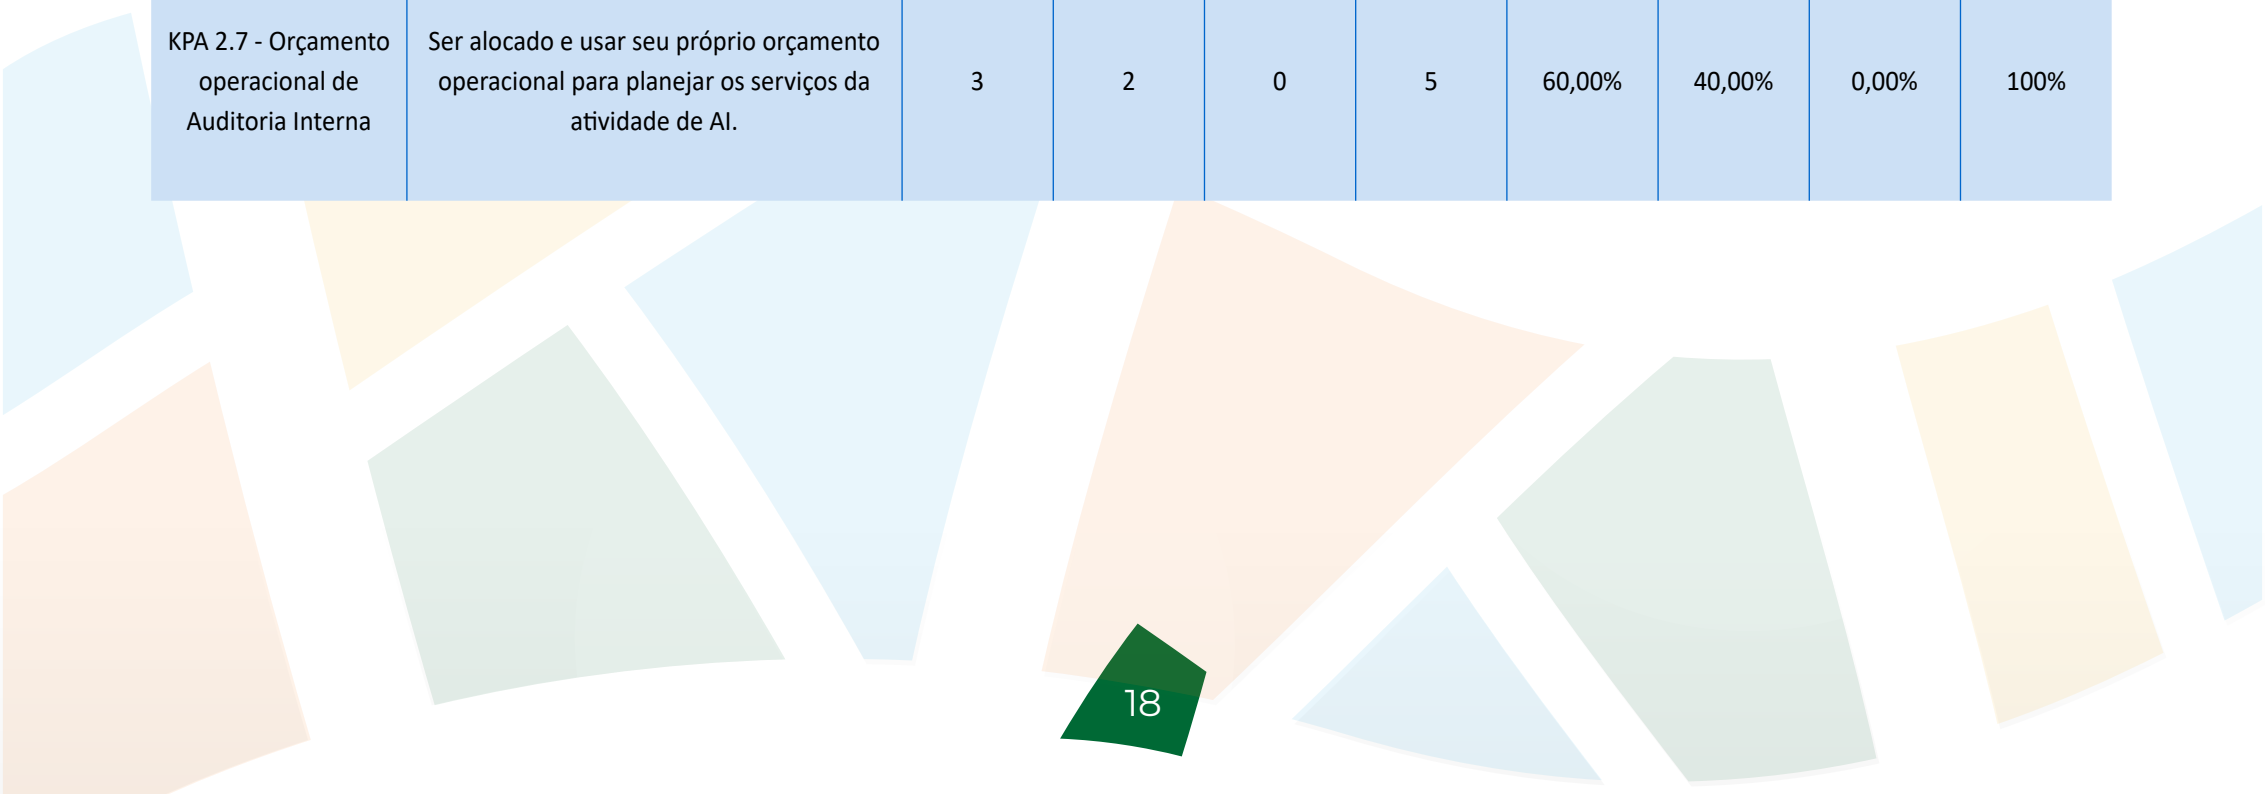 KPA 2.7 - Orçamento
operacional de
Auditoria Interna
Ser alocado e usar seu próprio orçamento
operacional para planejar os serviços da
atividade de AI.
3 2 0 5 60,00% 40,00% 0,00% 100%
18